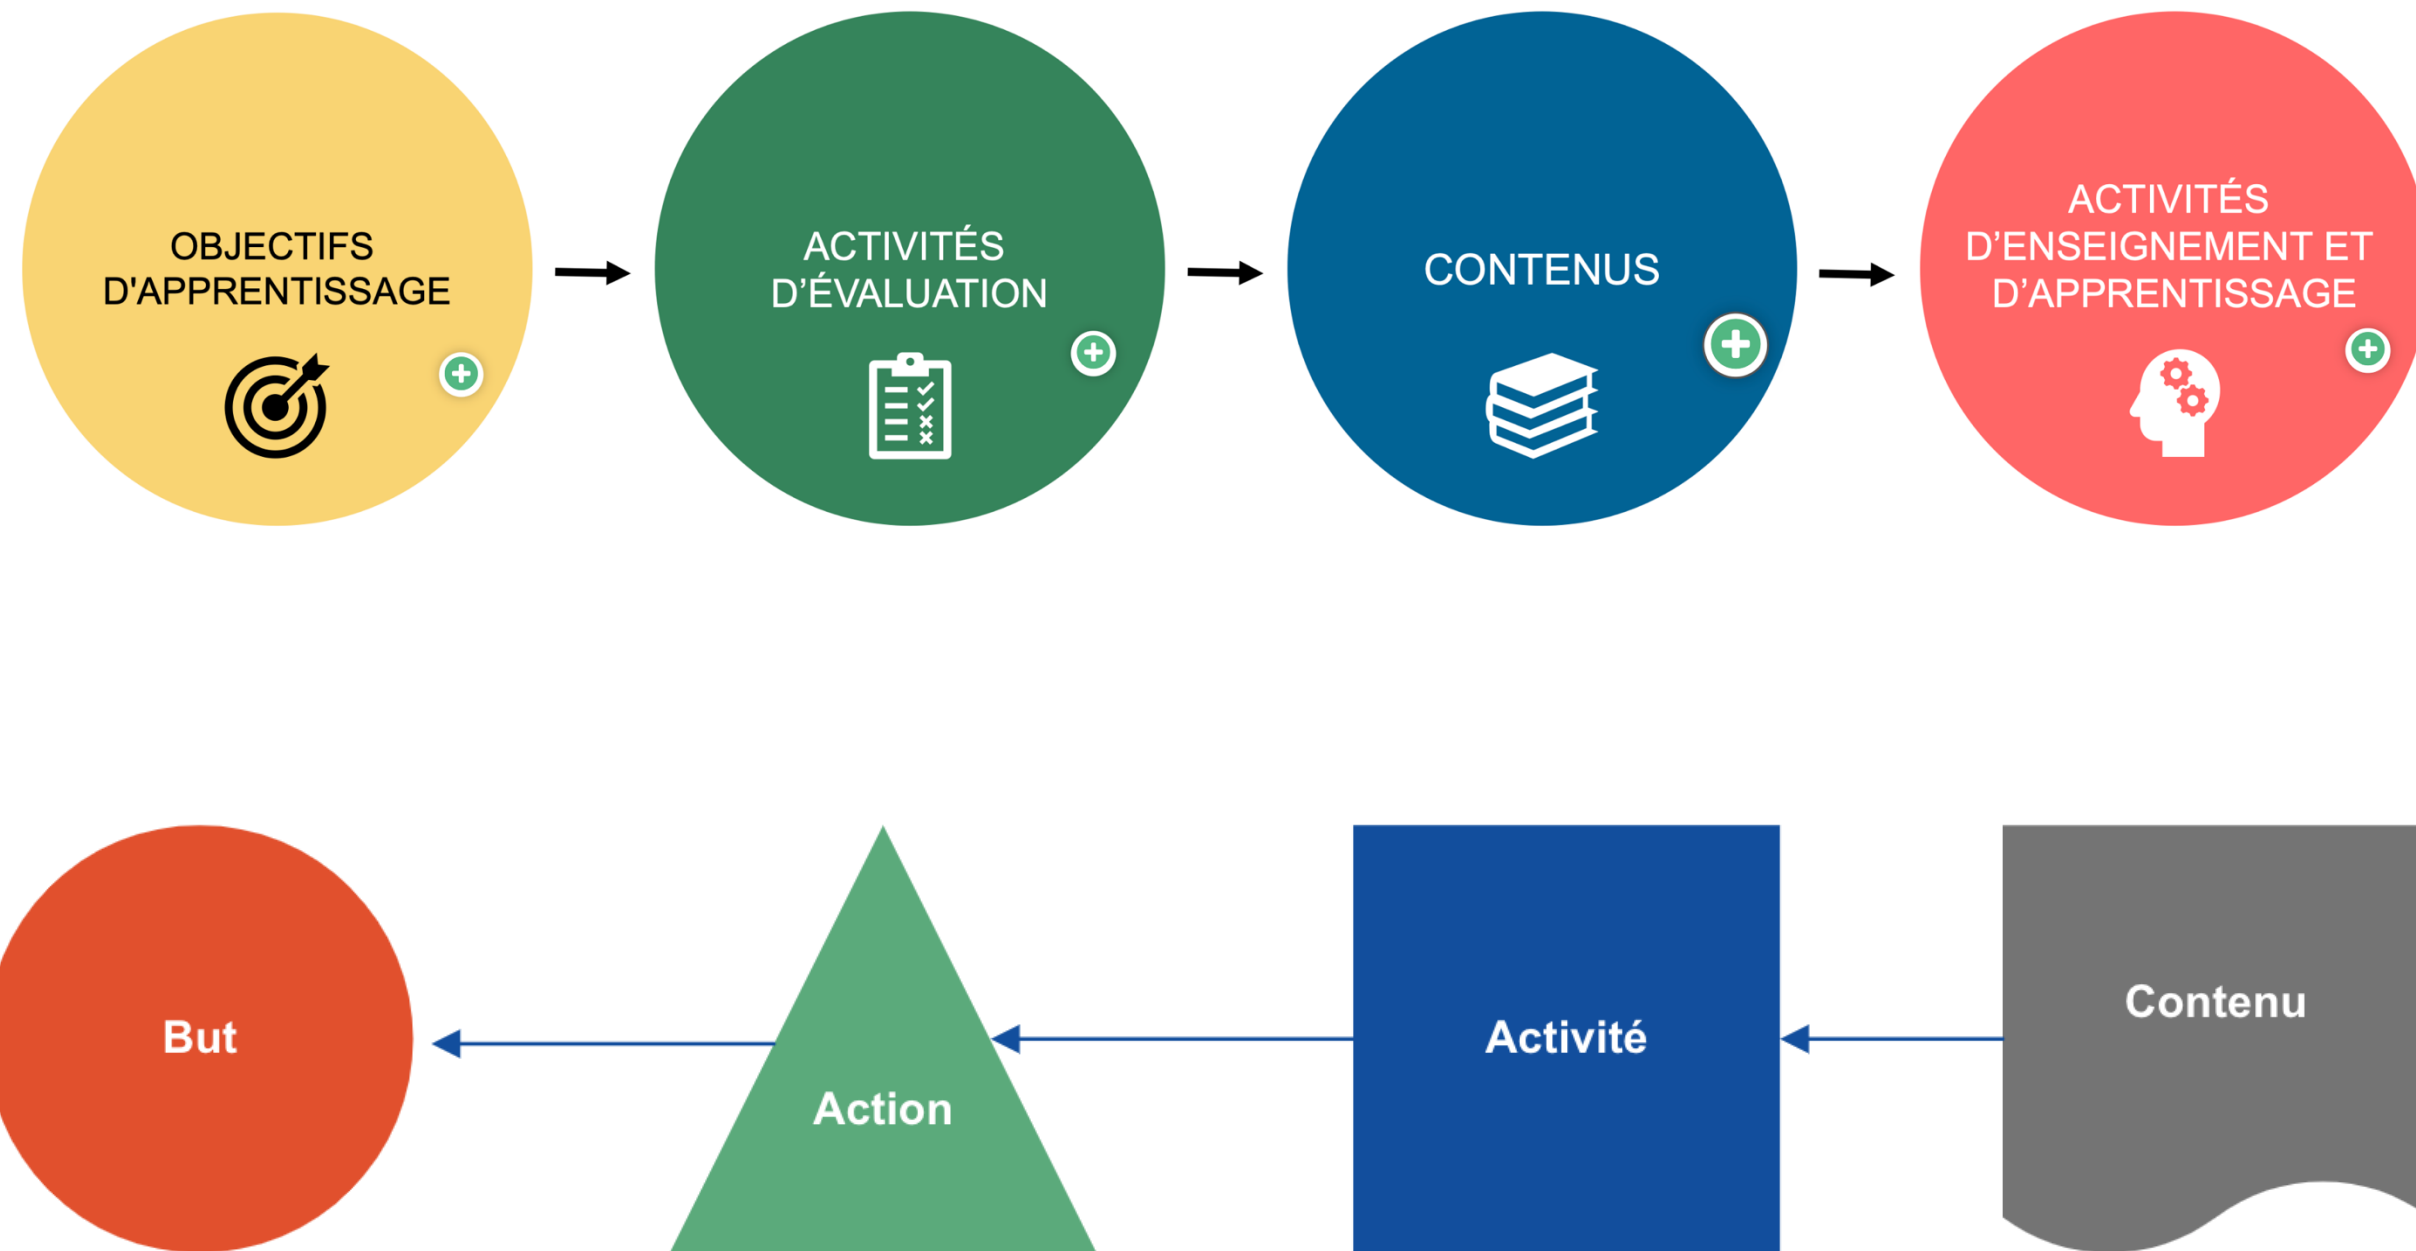 OBJECTIFS
D'APPRENTISSAGE
ACTIVITÉS
D’ÉVALUATION
CONTENUS
ACTIVITÉS
D’ENSEIGNEMENT ET
D’APPRENTISSAGE
But
Action
Activité
Contenu